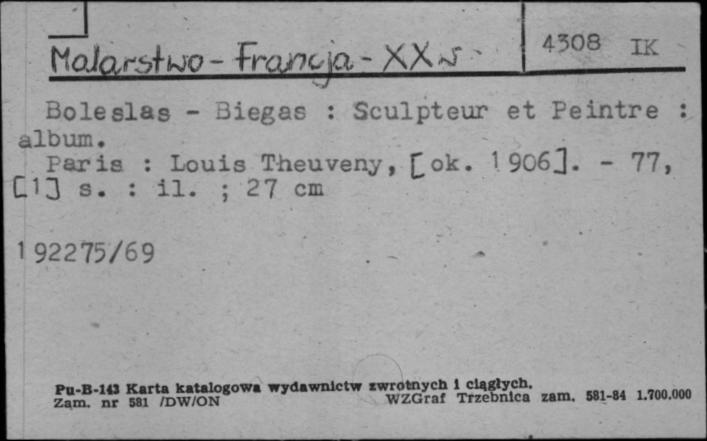 Malarstwo - Francja - XX w
4308 IK
Boleslas - Biegas : Sculpteur et Peintre :
album.
Paris : Louis Theuveny, [ok. 1906]. - 77,
[1] s. : il. ; 27 cm
192275/69
Pu-B-143 Karta katalogowa wydawnictw zwrotnych i ciągłych.
Zam. nr 581 /DW/ON WZGraf Trzebnica zam. 581-84 1.700.000